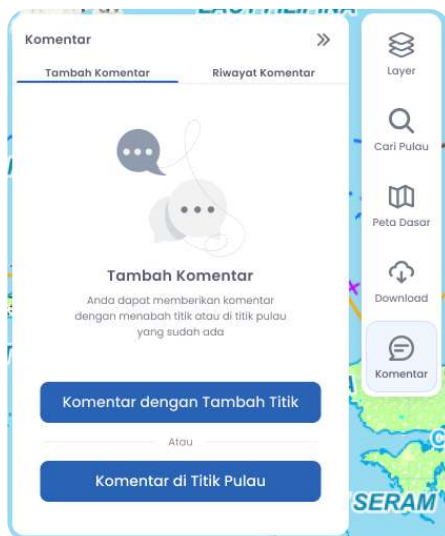 Komentar
Tambah Komentar
Riwayat Komentar
Tambah Komentar
Anda dapat memberikan komentar
dengan menabah titik atau di titik pulau
yang sudah ada
Komentar dengan Tambah Titik
Atau
Komentar di Titik Pulau
Layer
Cari Pulau
Peta Dasar
Download
Komentar
SERAM